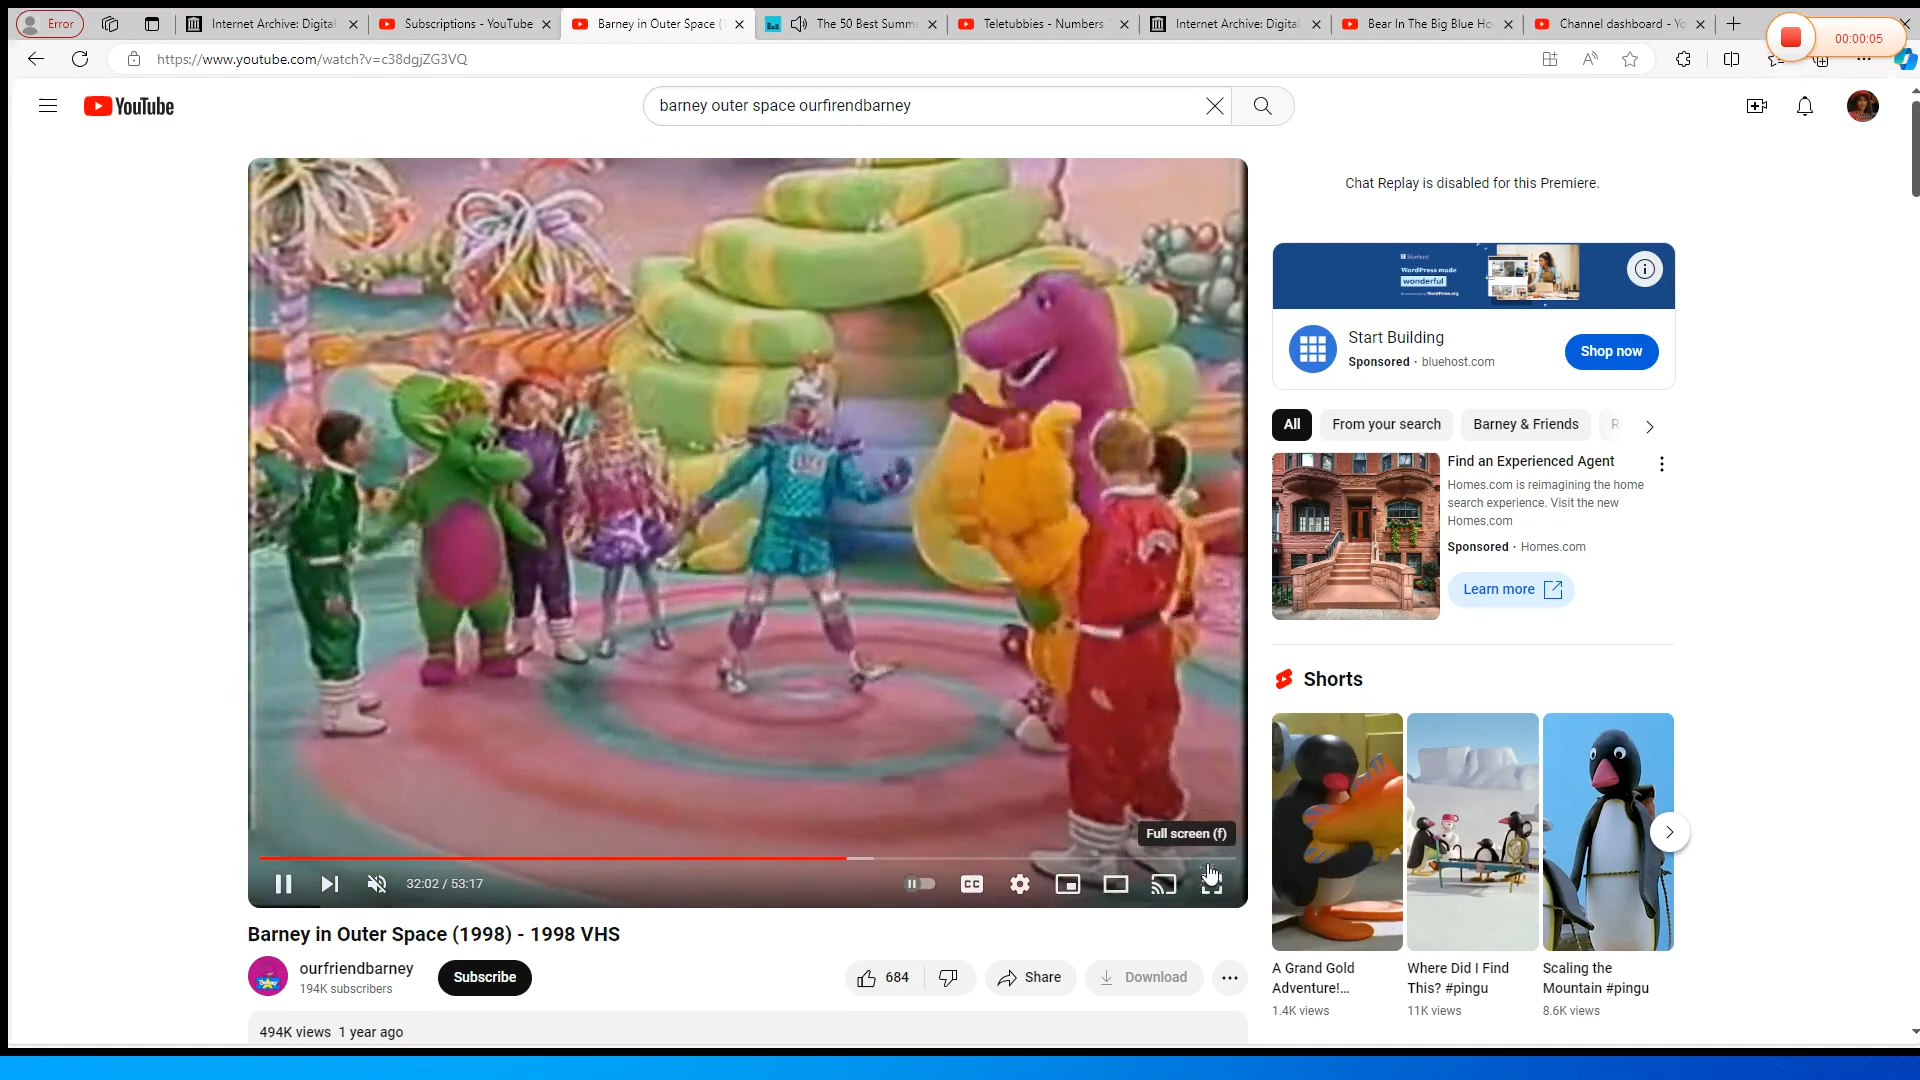 Error
Internet Archive: Digital
Subscriptions - YouTube
Barney in Outer Space (
The 50 Best Summe
Teletubbies - Numbers
Internet Archive: Digital
Bear In The Big Blue Ho
Channel dashboard - Yo
00:00:05
https://www.youtube.com/watch?v=c38dgjZG3VQ
YouTube
barney outer space ourfirendbarney
Chat Replay is disabled for this Premiere.
bluehost
WordPress made
wonderful
Start Building
Sponsored · bluehost.com
Shop now
All
From your search
Barney & Friends
Find an Experienced Agent
Homes.com is reimagining the home
search experience. Visit the new
Homes.com
Sponsored · Homes.com
Learn more
Shorts
Full screen (f)
32:02 / 53:17
CC
Barney in Outer Space (1998) - 1998 VHS
ourfriendbarney
194K subscribers
Subscribe
684
Share
Download
494K views 1 year ago
A Grand Gold
Adventure!...
1.4K views
Where Did I Find
This? #pingu
11K views
Scaling the
Mountain #pingu
8.6K views